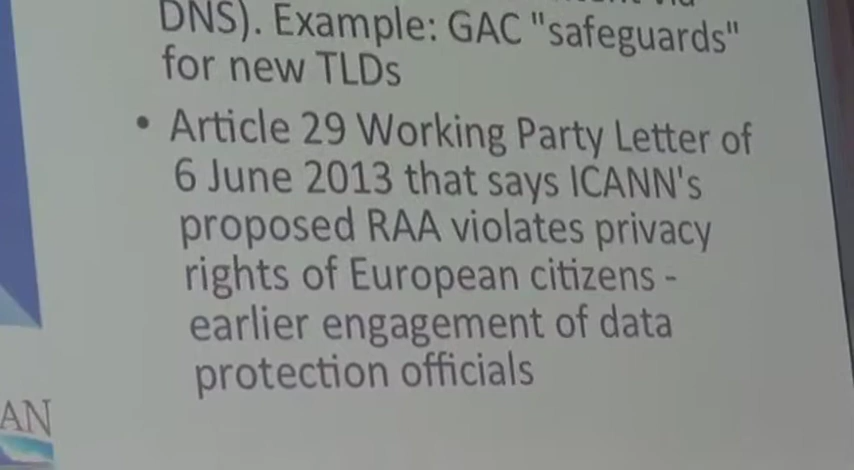 DNS). Example: GAC "safeguards"
for new TLDs
• Article 29 Working Party Letter of
6 June 2013 that says ICANN's
proposed RAA violates privacy
rights of European citizens -
earlier engagement of data
protection officials
AN